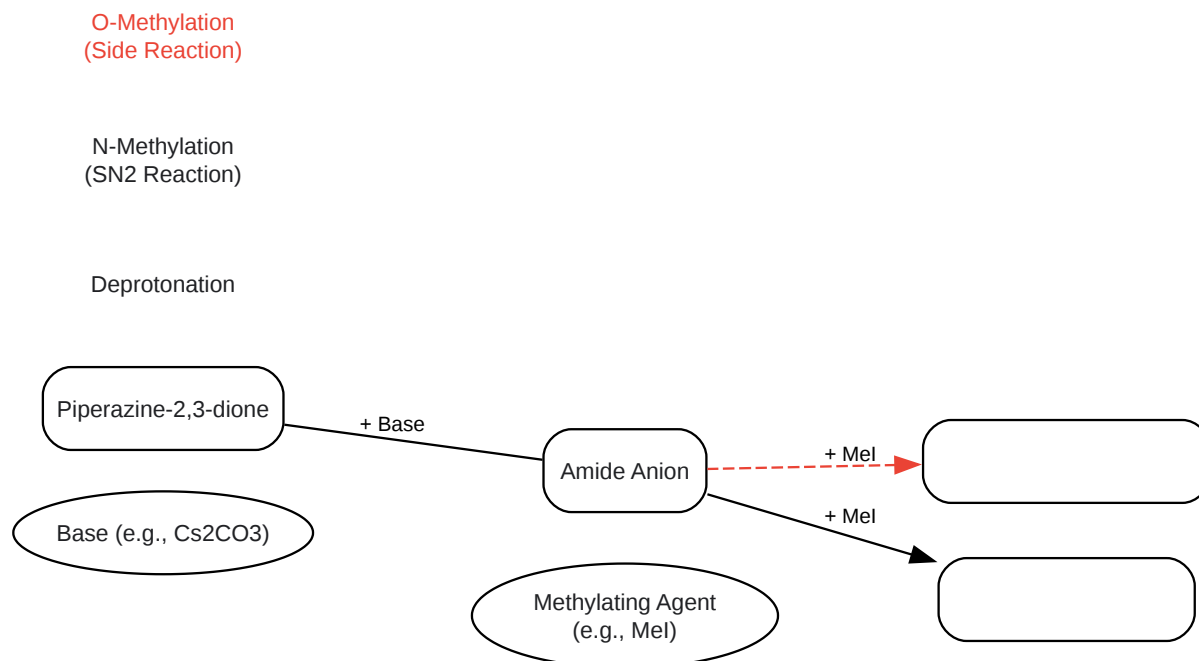 O-Methylation
(Side Reaction)
N-Methylation
(SN2 Reaction)
Deprotonation
Piperazine-2,3-dione
+ Base
Amide Anion
+ MeI
+ MeI
Base (e.g., Cs2CO3)
Methylating Agent
(e.g., MeI)